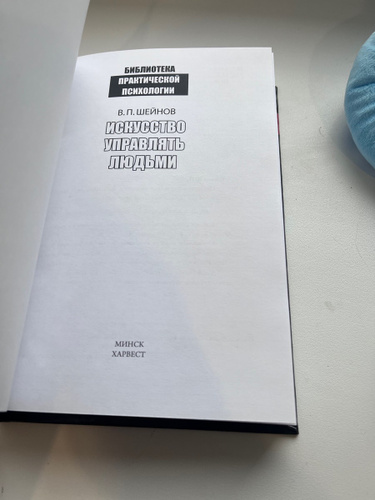 БИБЛИОТЕКА
ПРАКТИЧЕСКОЙ
ПСИХОЛОГИИ
В. П. ШЕЙНОВ
ИСКУССТВО
УПРАВЛЯТЬ
ЛЮДЬМИ
МИНСК
ХАРВЕСТ